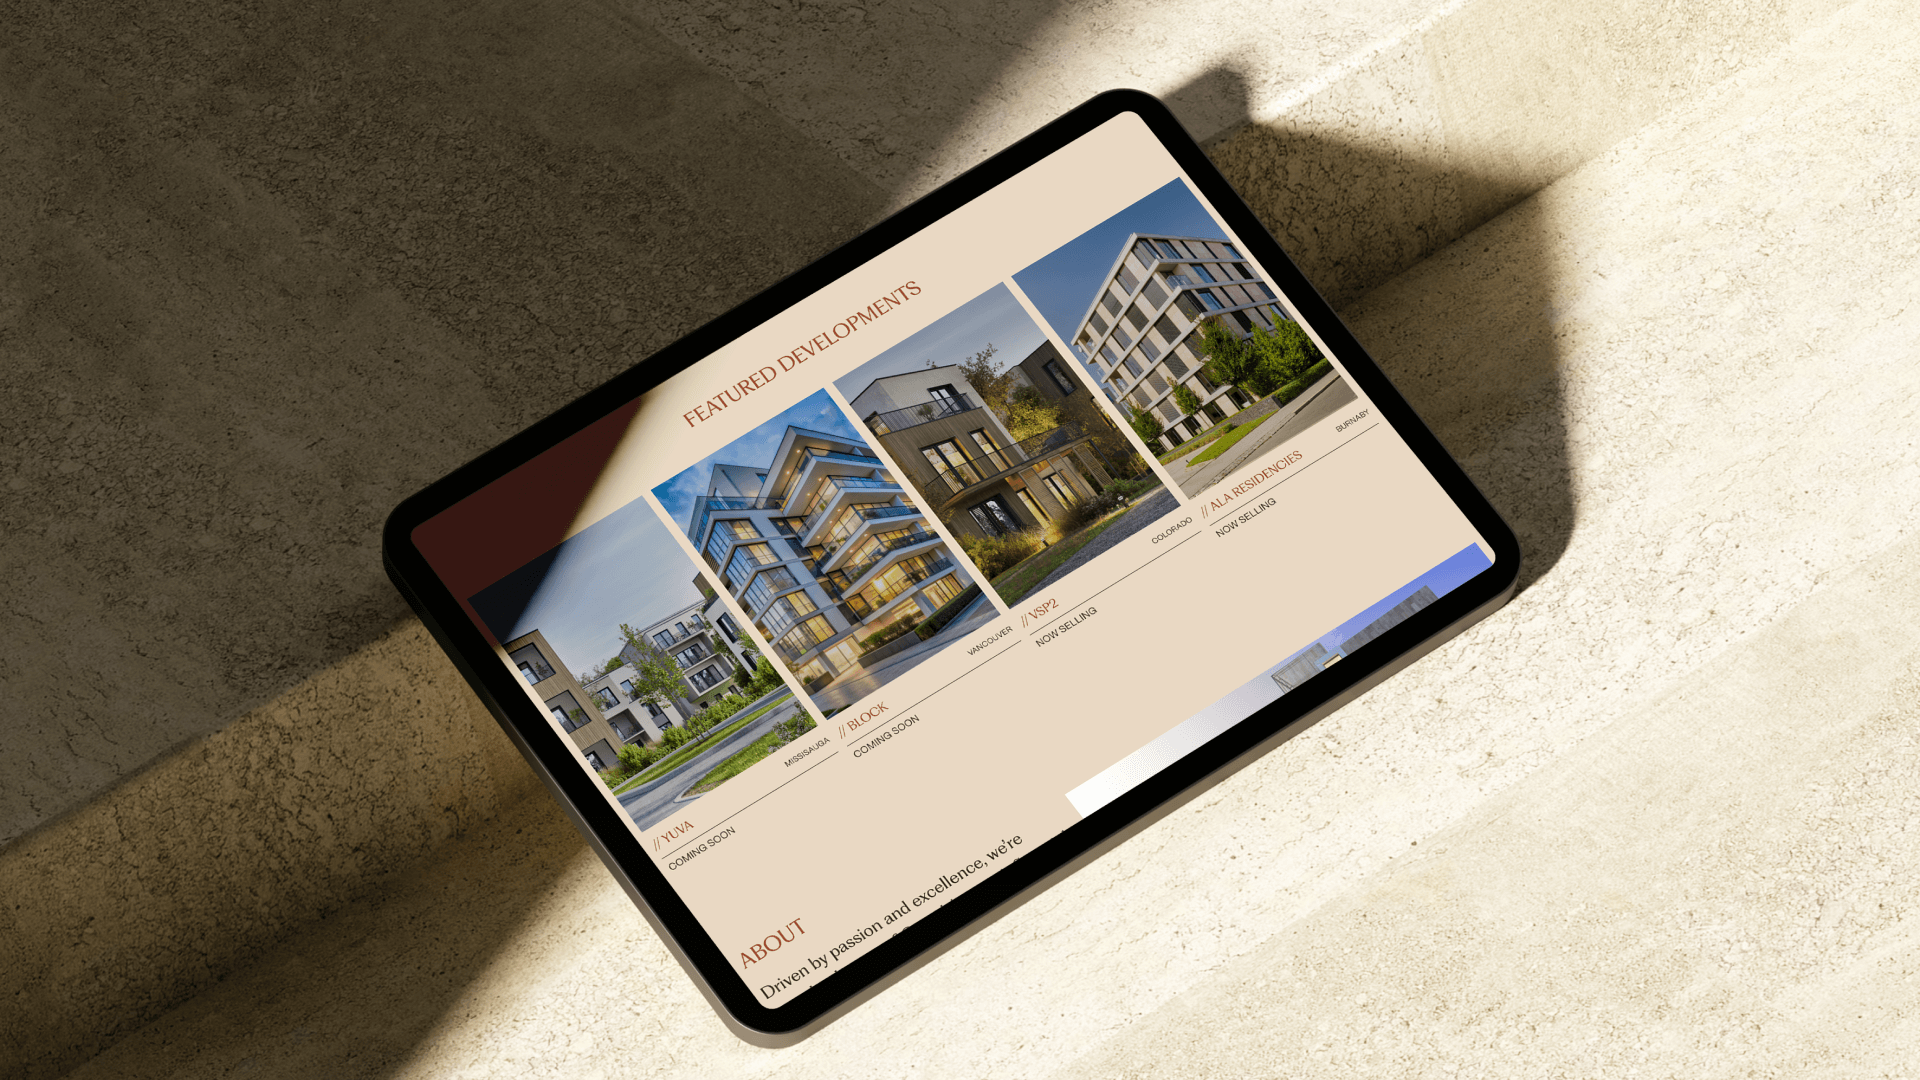 FEATURED DEVELOPMENTS
// YUVA
MISSISAUGA
COMING SOON
// BLOCK
VANCOUVER
COMING SOON
// VSP2
COLORADO
NOW SELLING
// ALA RESIDENCIES
BURNABY
NOW SELLING
ABOUT
Driven by passion and excellence, we're